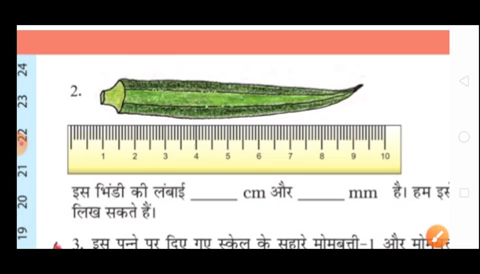 2.
1 2 3 4 5 6 7 8 9 10
इस भिंडी की लंबाई ______ cm और ______ mm है। हम इसे
लिख सकते हैं।
3. इस पन्ने पर दिए गए स्केल के सहारे मोमबत्ती-1 और
24
23
22
21
20
19